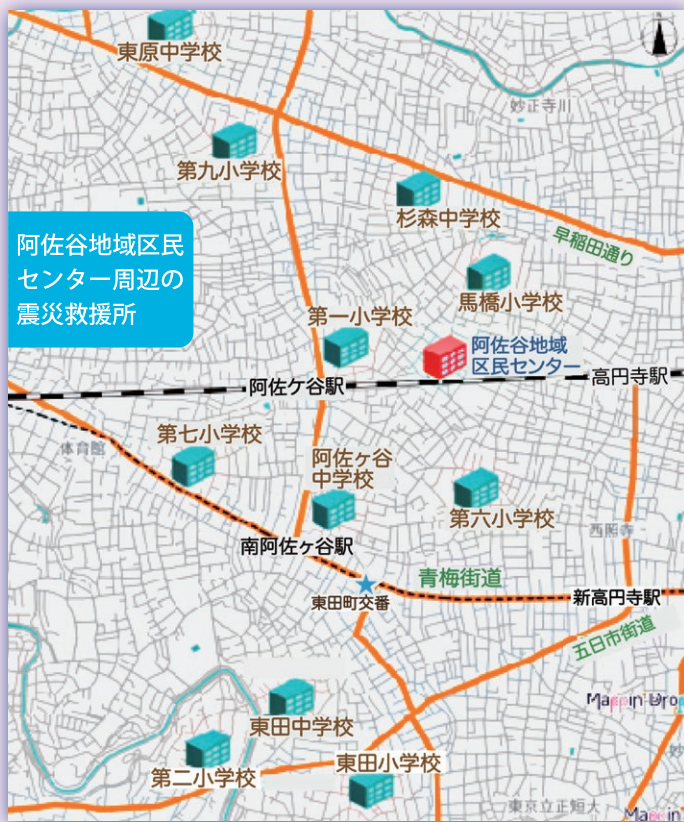 東原中学校
妙正寺川
第九小学校
杉森中学校
早稲田通り
阿佐谷地域区民
センター周辺の
震災救援所
馬橋小学校
第一小学校
阿佐谷地域
区民センター
阿佐ケ谷駅
高円寺駅
第七小学校
体育館
阿佐ヶ谷
中学校
第六小学校
西照寺
南阿佐ヶ谷駅
青梅街道
東田町交番
新高円寺駅
五日市街道
東田中学校
第二小学校
東田小学校
東京立正短大